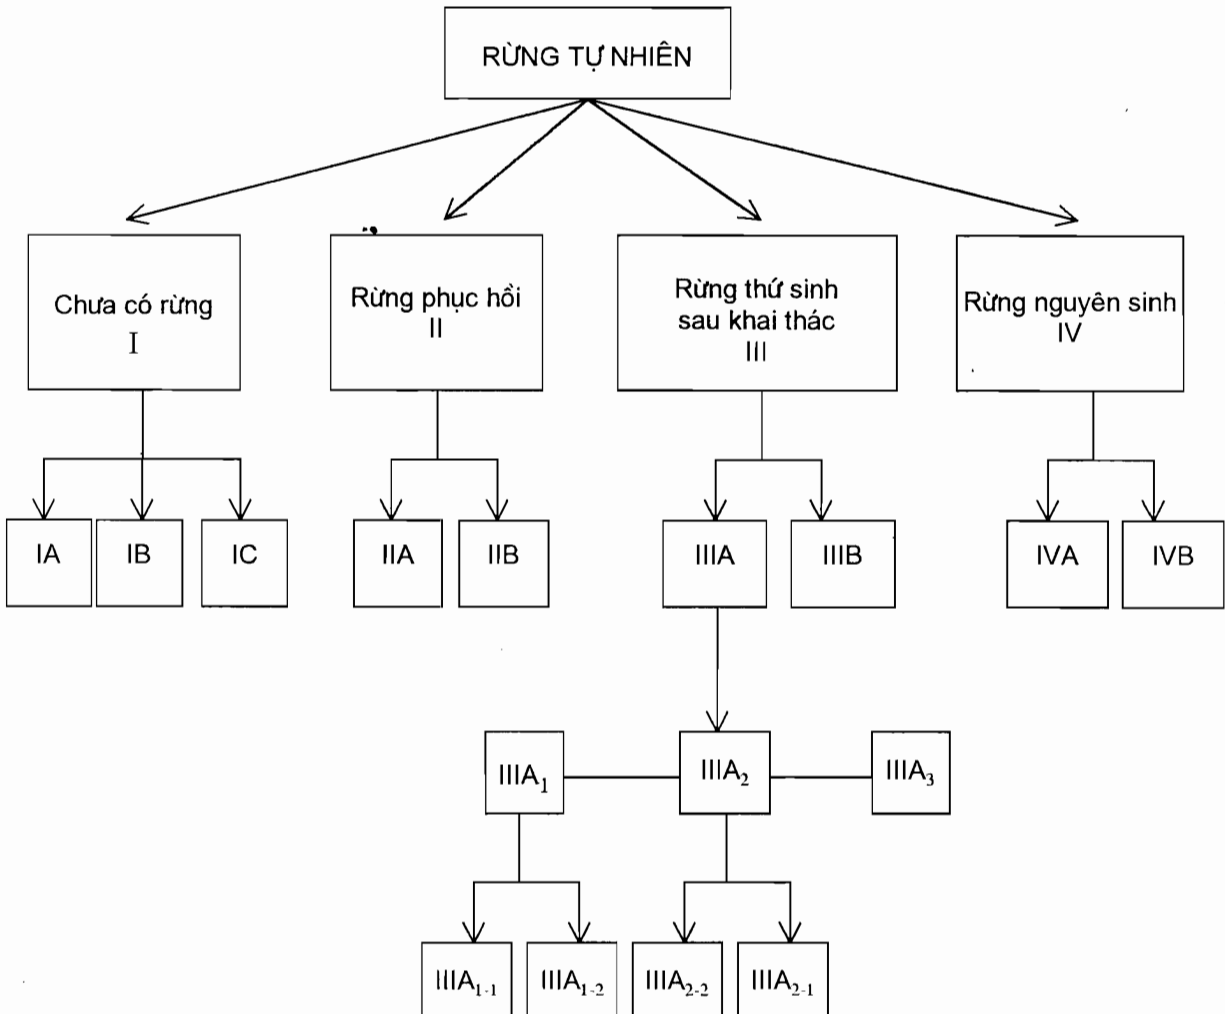 RỪNG TỰ NHIÊN
Chưa có rừng
I
Rừng phục hồi
II
Rừng thứ sinh
sau khai thác
III
Rừng nguyên sinh
IV
IA
IB
IC
IIA
IIB
IIIA
IIIB
IVA
IVB
IIIA₁
IIIA₂
IIIA₃
IIIA₁₋₁
IIIA₁₋₂
IIIA₂₋₂
IIIA₂₋₁